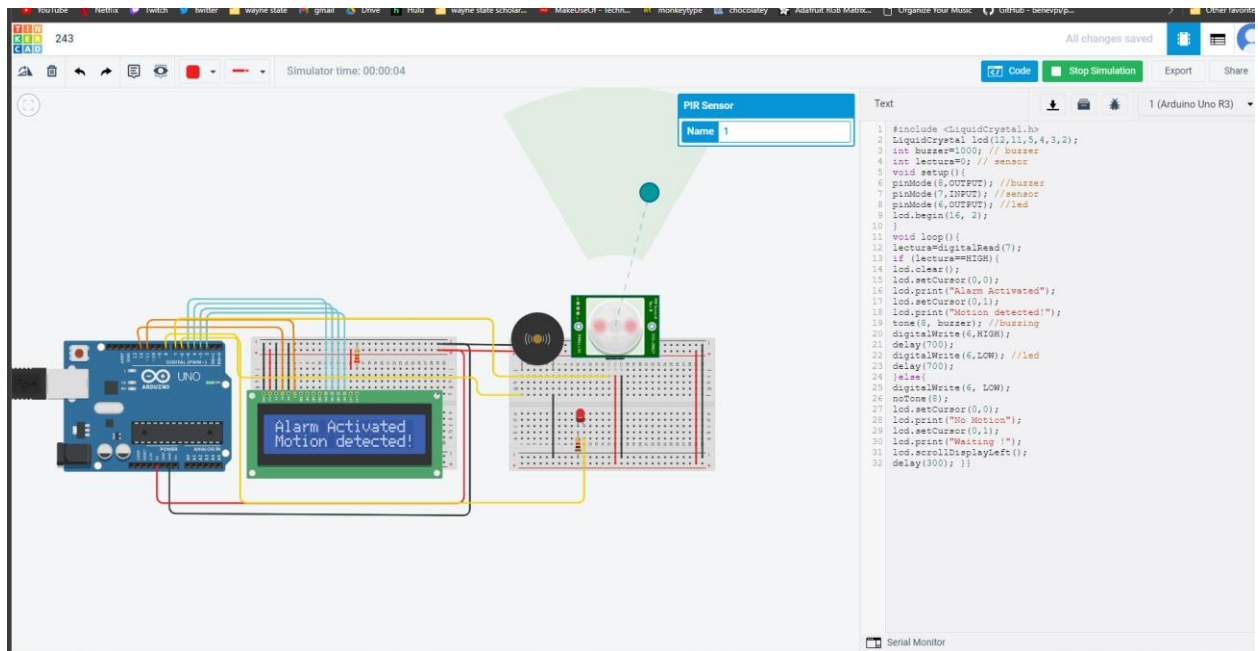 YouTube Netflix Twitch twitter wayne state gmail Drive Hulu wayne state scholar... MakeUseOf - Techn... monkeytype chocolatey Adafruit RGB Matrix... Organize Your Music GitHub - benevpi/p... Other favorite
TIN
KER
CAD
243
All changes saved
Simulator time: 00:00:04
Code
Stop Simulation
Export
Share
PIR Sensor
Name 1
Text
1 (Arduino Uno R3)
1 #include <LiquidCrystal.h>
2 LiquidCrystal lcd(12,11,5,4,3,2);
3 int buzzer=1000; // buzzer
4 int lectura=0; // sensor
5 void setup(){
6 pinMode(8,OUTPUT); //buzzer
7 pinMode(7,INPUT); //sensor
8 pinMode(6,OUTPUT); //led
9 lcd.begin(16, 2);
10 }
11 void loop(){
12 lectura=digitalRead(7);
13 if (lectura==HIGH){
14 lcd.clear();
15 lcd.setCursor(0,0);
16 lcd.print("Alarm Activated");
17 lcd.setCursor(0,1);
18 lcd.print("Motion detected!");
19 tone(8, buzzer); //buzzing
20 digitalWrite(6,HIGH);
21 delay(700);
22 digitalWrite(6,LOW); //led
23 delay(700);
24 }else{
25 digitalWrite(6, LOW);
26 noTone(8);
27 lcd.setCursor(0,0);
28 lcd.print("No Motion");
29 lcd.setCursor(0,1);
30 lcd.print("Waiting !");
31 lcd.scrollDisplayLeft();
32 delay(300); }}
DIGITAL (PWM~)
UNO
ARDUINO
POWER
ANALOG IN
Alarm Activated
Motion detected!
Serial Monitor